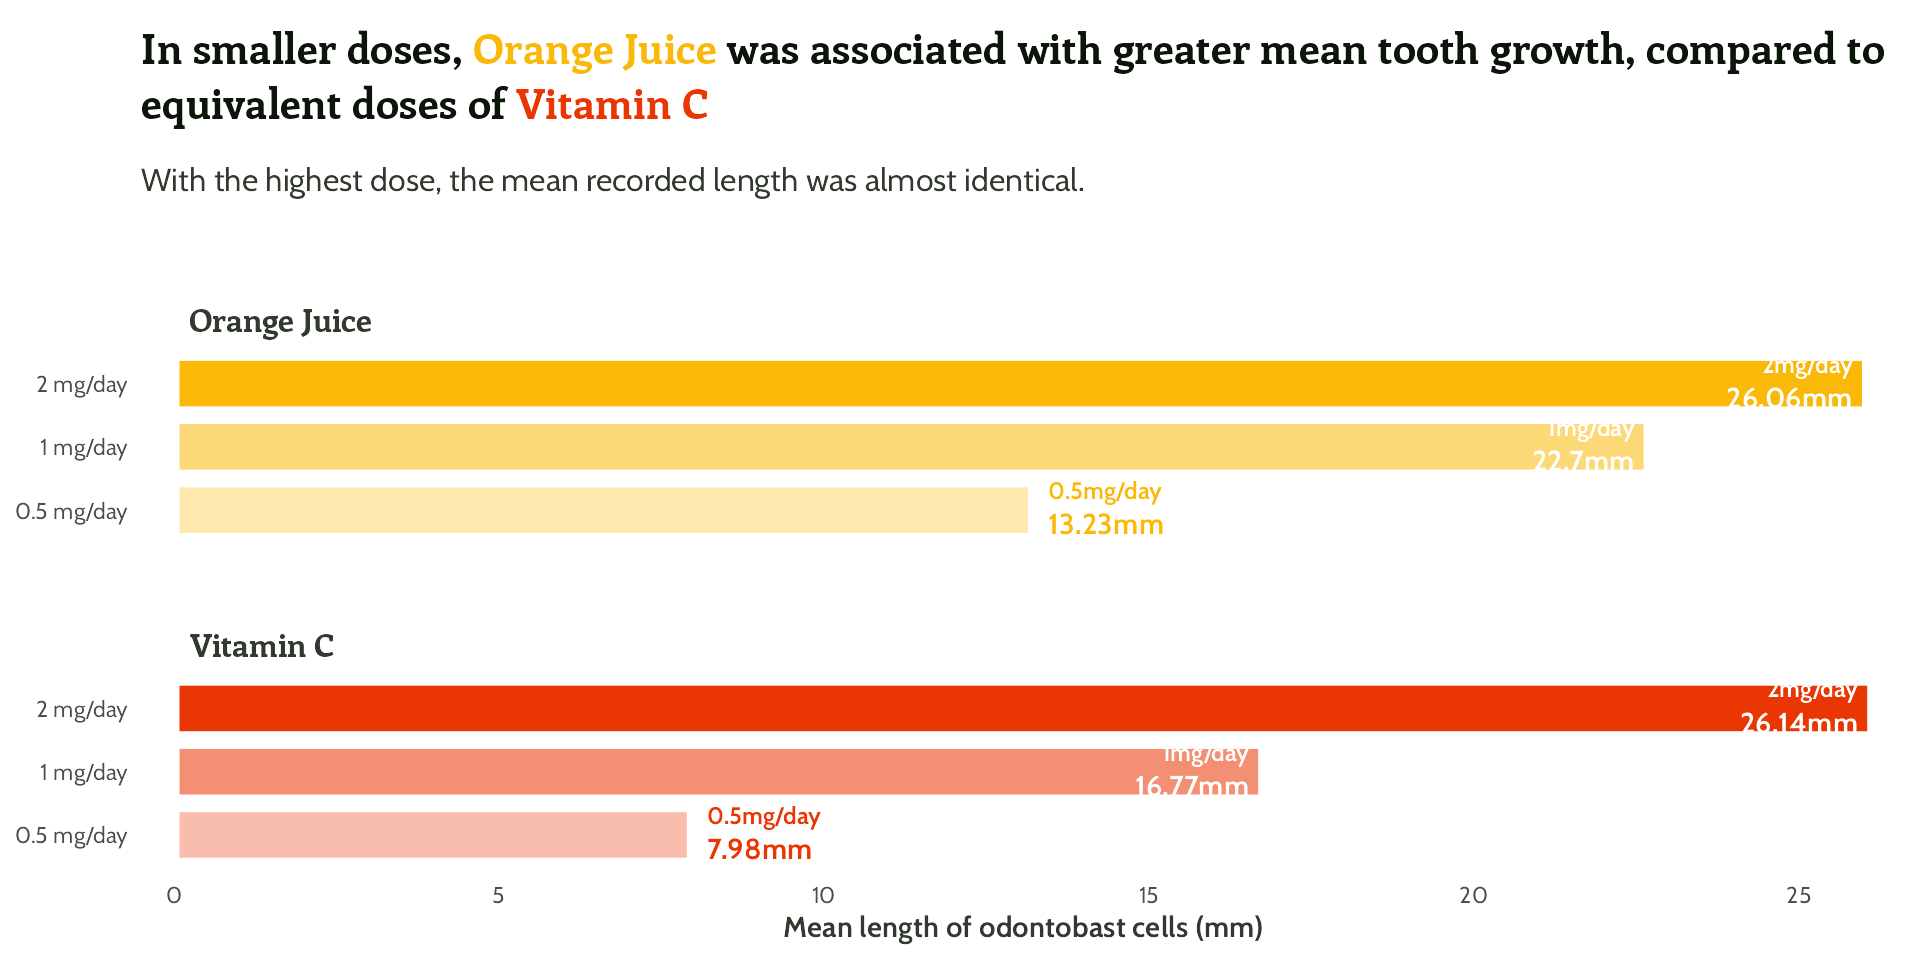 In smaller doses, Orange Juice was associated with greater mean tooth growth, compared to
equivalent doses of Vitamin C
With the highest dose, the mean recorded length was almost identical.
Orange Juice
2 mg/day
2mg/day
26.06mm
1 mg/day
1mg/day
22.7mm
0.5 mg/day
0.5mg/day
13.23mm
Vitamin C
2 mg/day
2mg/day
26.14mm
1 mg/day
1mg/day
16.77mm
0.5 mg/day
0.5mg/day
7.98mm
0 5 10 15 20 25
Mean length of odontobast cells (mm)